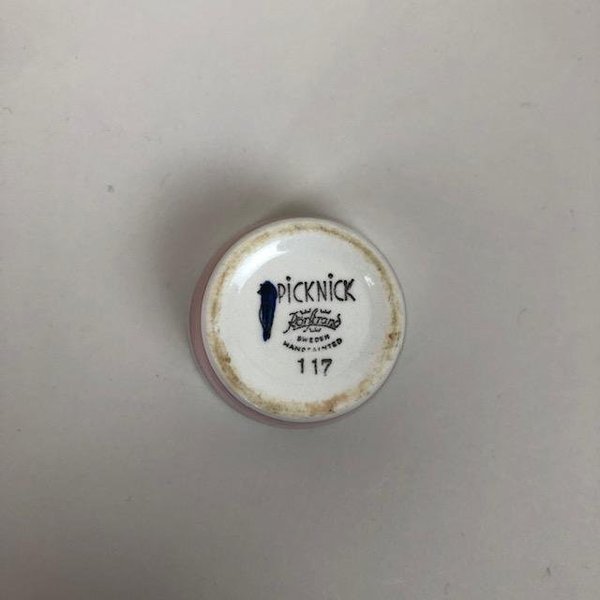 PiCKNiCK
Rörstrand
SWEDEN
HANDPAINTED
117